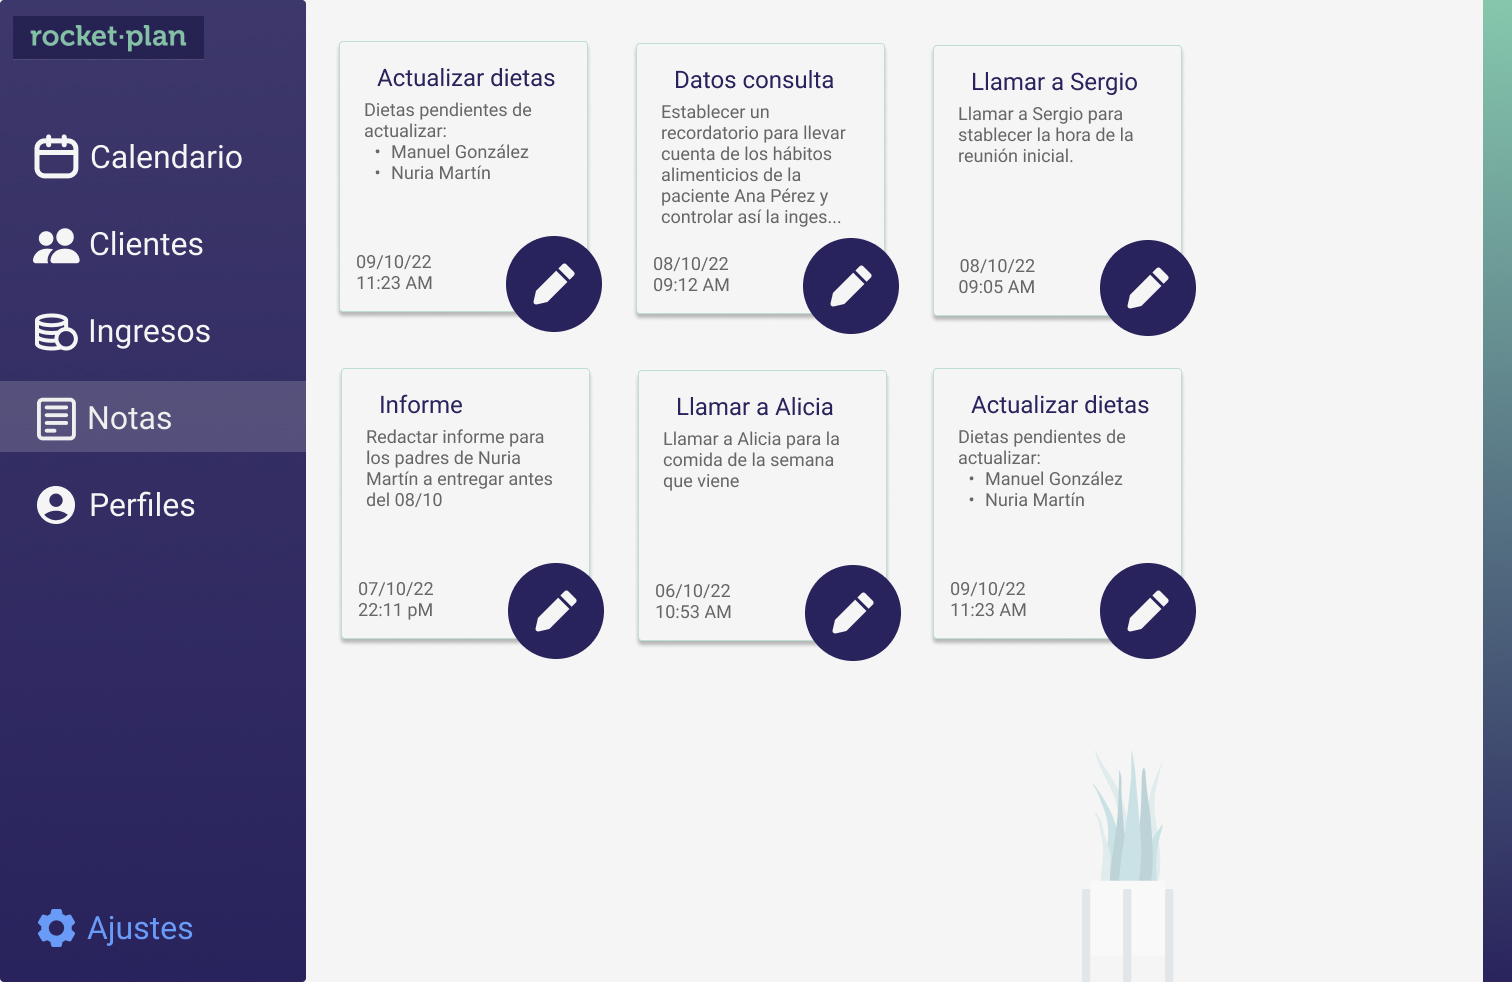 rocket·plan
Calendario
Clientes
Ingresos
Notas
Perfiles
Ajustes
Actualizar dietas
Dietas pendientes de
actualizar:
• Manuel González
• Nuria Martín
09/10/22
11:23 AM
Datos consulta
Establecer un
recordatorio para llevar
cuenta de los hábitos
alimenticios de la
paciente Ana Pérez y
controlar así la inges...
08/10/22
09:12 AM
Llamar a Sergio
Llamar a Sergio para
stablecer la hora de la
reunión inicial.
08/10/22
09:05 AM
Informe
Redactar informe para
los padres de Nuria
Martín a entregar antes
del 08/10
07/10/22
22:11 pM
Llamar a Alicia
Llamar a Alicia para la
comida de la semana
que viene
06/10/22
10:53 AM
Actualizar dietas
Dietas pendientes de
actualizar:
• Manuel González
• Nuria Martín
09/10/22
11:23 AM